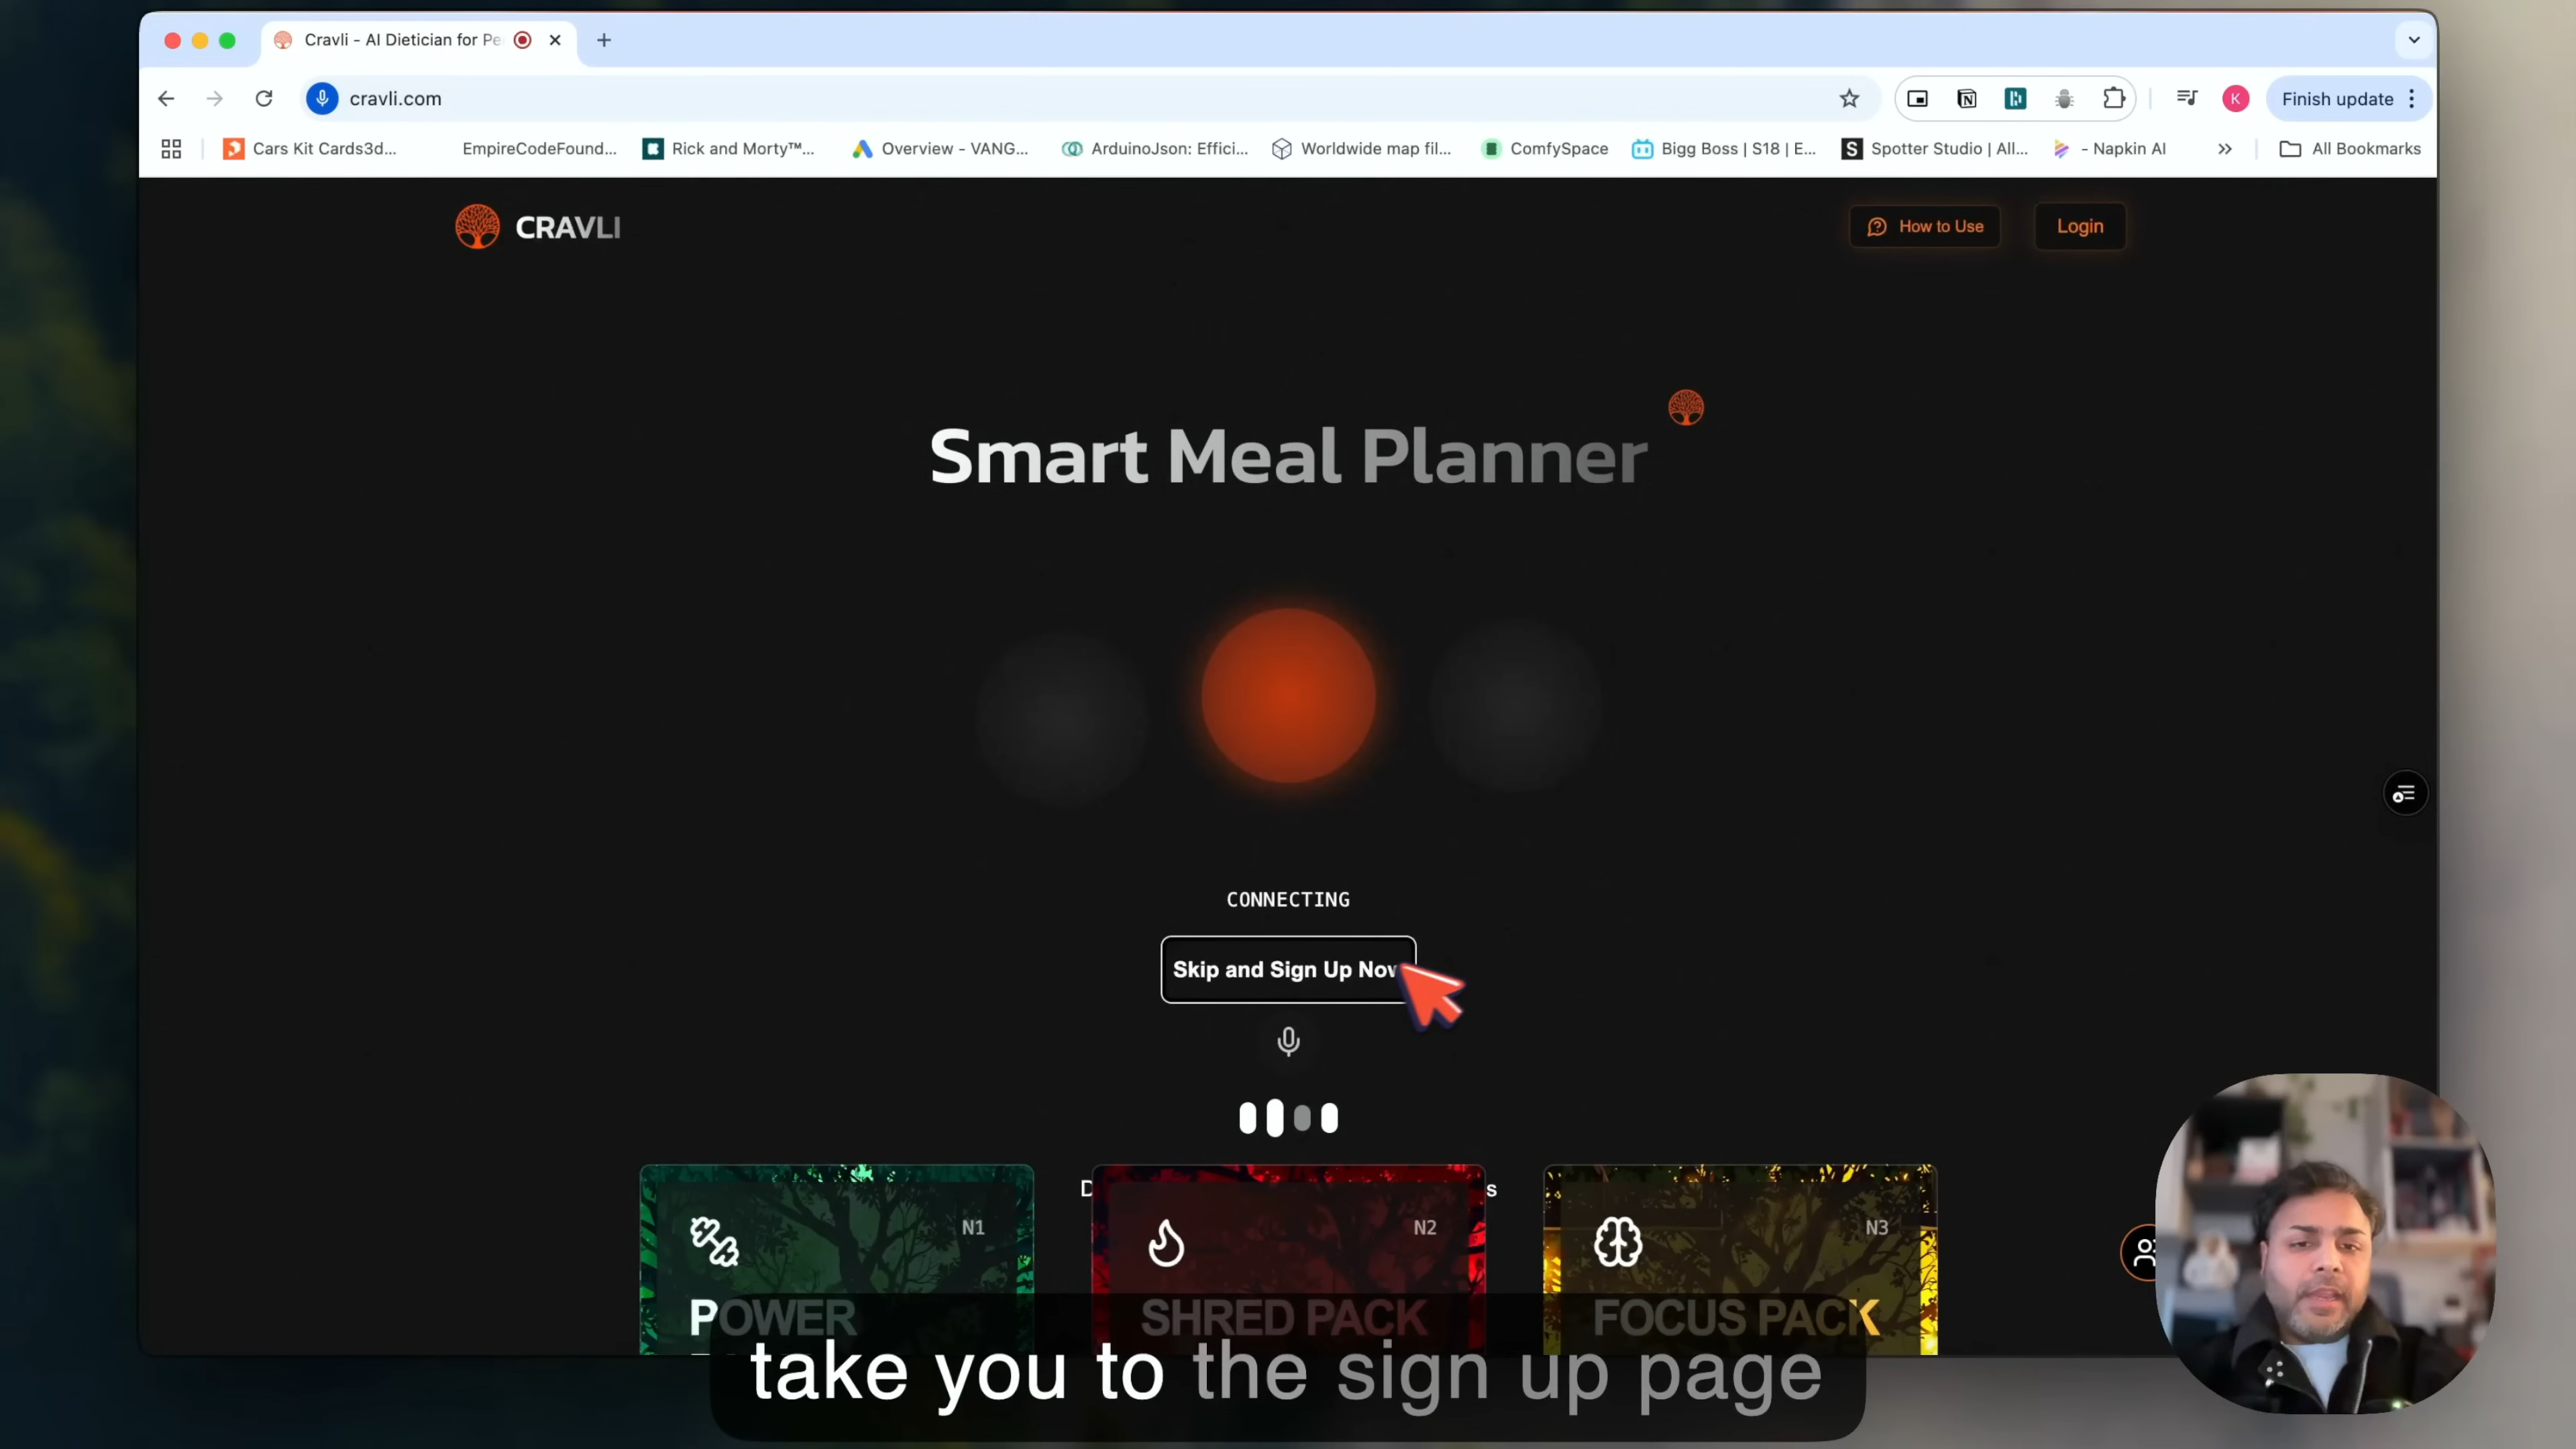 Cravli - AI Dietician for Pe
cravli.com
N
K
Finish update
Cars Kit Cards3d...
EmpireCodeFound...
Rick and Morty™...
Overview - VANG...
ArduinoJson: Effici...
Worldwide map fil...
ComfySpace
Bigg Boss | S18 | E...
S
Spotter Studio | All...
- Napkin AI
All Bookmarks
CRAVLI
How to Use
Login
Smart Meal Planner
CONNECTING
Skip and Sign Up Now
N1
N2
N3
POWER
SHRED PACK
FOCUS PACK
take you to the sign up page